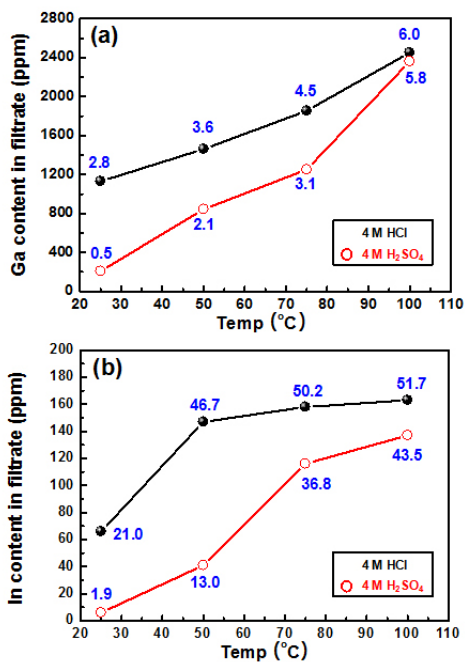 (a)
Ga content in filtrate (ppm)
2800
2400
2000
1600
1200
800
400
0
2.8
3.6
4.5
6.0
0.5
2.1
3.1
5.8
4 M HCl
4 M H₂SO₄
20 30 40 50 60 70 80 90 100 110
Temp (°C)
(b)
In content in filtrate (ppm)
200
180
160
140
120
100
80
60
40
20
0
21.0
46.7
50.2
51.7
1.9
13.0
36.8
43.5
4 M HCl
4 M H₂SO₄
20 30 40 50 60 70 80 90 100 110
Temp (°C)